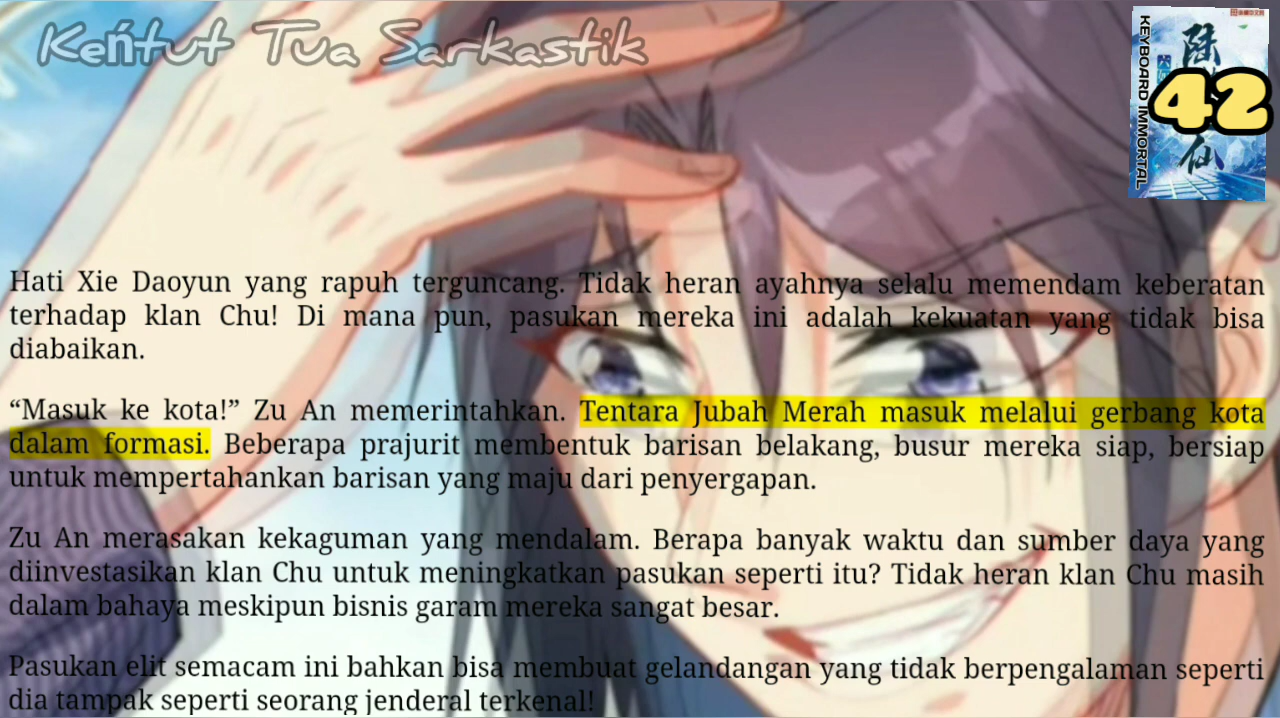 Keńtut Tua Sarkastik
KEYBOARD IMMORTAL
42
Hati Xie Daoyun yang rapuh terguncang. Tidak heran ayahnya selalu memendam keberatan
terhadap klan Chu! Di mana pun, pasukan mereka ini adalah kekuatan yang tidak bisa
diabaikan.
“Masuk ke kota!” Zu An memerintahkan. Tentara Jubah Merah masuk melalui gerbang kota
dalam formasi. Beberapa prajurit membentuk barisan belakang, busur mereka siap, bersiap
untuk mempertahankan barisan yang maju dari penyergapan.
Zu An merasakan kekaguman yang mendalam. Berapa banyak waktu dan sumber daya yang
diinvestasikan klan Chu untuk meningkatkan pasukan seperti itu? Tidak heran klan Chu masih
dalam bahaya meskipun bisnis garam mereka sangat besar.
Pasukan elit semacam ini bahkan bisa membuat gelandangan yang tidak berpengalaman seperti
dia tampak seperti seorang jenderal terkenal!